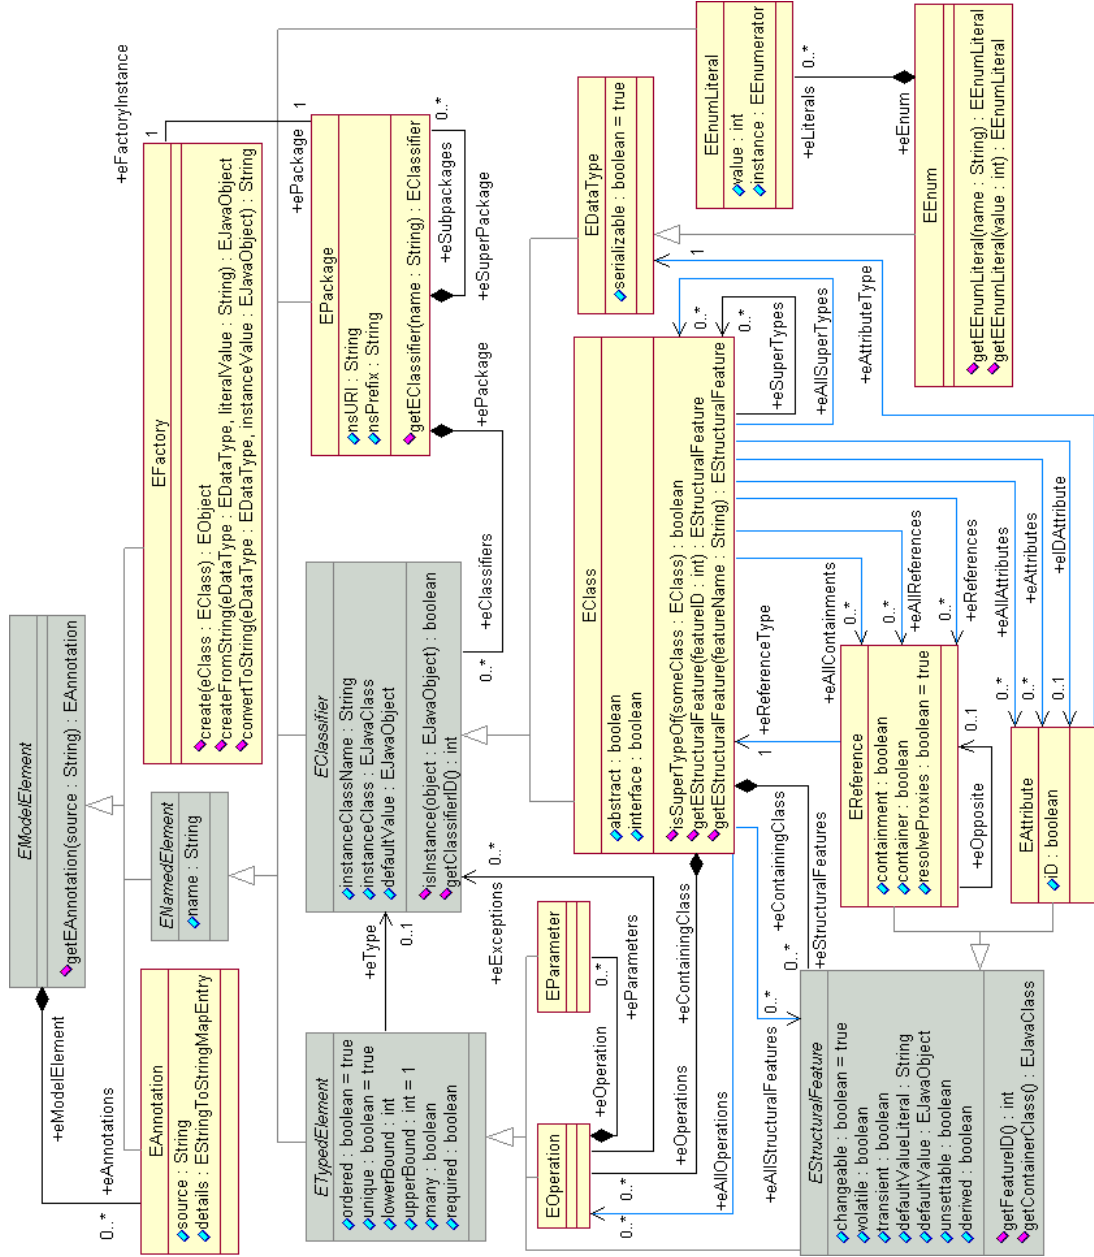 EModelElement
getEAnnotation(source : String) : EAnnotation
+eModelElement
+eAnnotations
0..*
EAnnotation
source : String
details : EStringToStringMapEntry
ENamedElement
name : String
EFactory
create(eClass : EClass) : EObject
createFromString(eDataType : EDataType, literalValue : String) : EJavaObject
convertToString(eDataType : EDataType, instanceValue : EJavaObject) : String
+eFactoryInstance
1
+ePackage
1
EPackage
nsURI : String
nsPrefix : String
getEClassifier(name : String) : EClassifier
0..*
+eSubpackages
+eSuperPackage
+ePackage
+eClassifiers
0..*
EClassifier
instanceClassName : String
instanceClass : EJavaClass
defaultValue : EJavaObject
isInstance(object : EJavaObject) : boolean
getClassifierID() : int
ETypedElement
ordered : boolean = true
unique : boolean = true
lowerBound : int
upperBound : int = 1
many : boolean
required : boolean
+eType
0..1
+eExceptions
0..*
EOperation
EParameter
0..*
+eParameters
+eOperation
0..*
+eOperations
+eContainingClass
+eAllOperations
0..*
EClass
abstract : boolean
interface : boolean
isSuperTypeOf(someClass : EClass) : boolean
getEStructuralFeature(featureID : int) : EStructuralFeature
getEStructuralFeature(featureName : String) : EStructuralFeature
0..*
+eSuperTypes
0..*
+eAllSuperTypes
+eAttributeType
1
EDataType
serializable : boolean = true
EEnumLiteral
value : int
instance : EEnumerator
0..*
+eLiterals
+eEnum
EEnum
getEEnumLiteral(name : String) : EEnumLiteral
getEEnumLiteral(value : int) : EEnumLiteral
+eContainingClass
0..*
+eStructuralFeatures
0..*
+eAllStructuralFeatures
EStructuralFeature
changeable : boolean = true
volatile : boolean
transient : boolean
defaultValueLiteral : String
defaultValue : EJavaObject
unsettable : boolean
derived : boolean
getFeatureID() : int
getContainerClass() : EJavaClass
+eReferenceType
1
EReference
containment : boolean
container : boolean
resolveProxies : boolean = true
0..1
+eOpposite
+eAllContainments
0..*
+eAllReferences
0..*
+eReferences
0..*
EAttribute
iD : boolean
+eAllAttributes
0..*
+eAttributes
0..*
+eIDAttribute
0..1